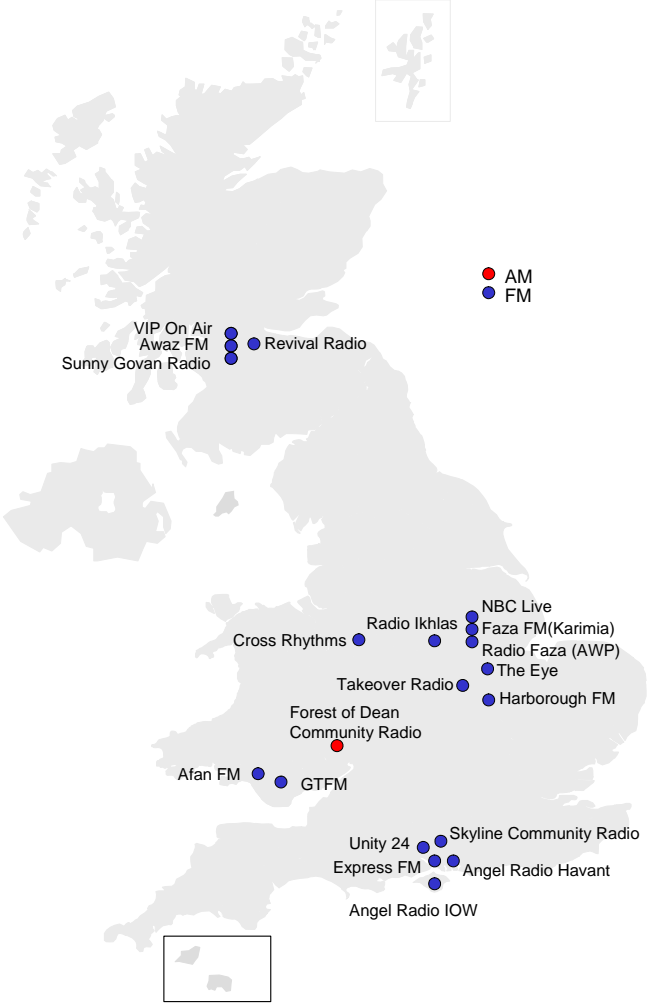 AM
FM
VIP On Air
Awaz FM
Revival Radio
Sunny Govan Radio
NBC Live
Radio Ikhlas
Faza FM(Karimia)
Cross Rhythms
Radio Faza (AWP)
The Eye
Takeover Radio
Harborough FM
Forest of Dean
Community Radio
Afan FM
GTFM
Skyline Community Radio
Unity 24
Express FM
Angel Radio Havant
Angel Radio IOW